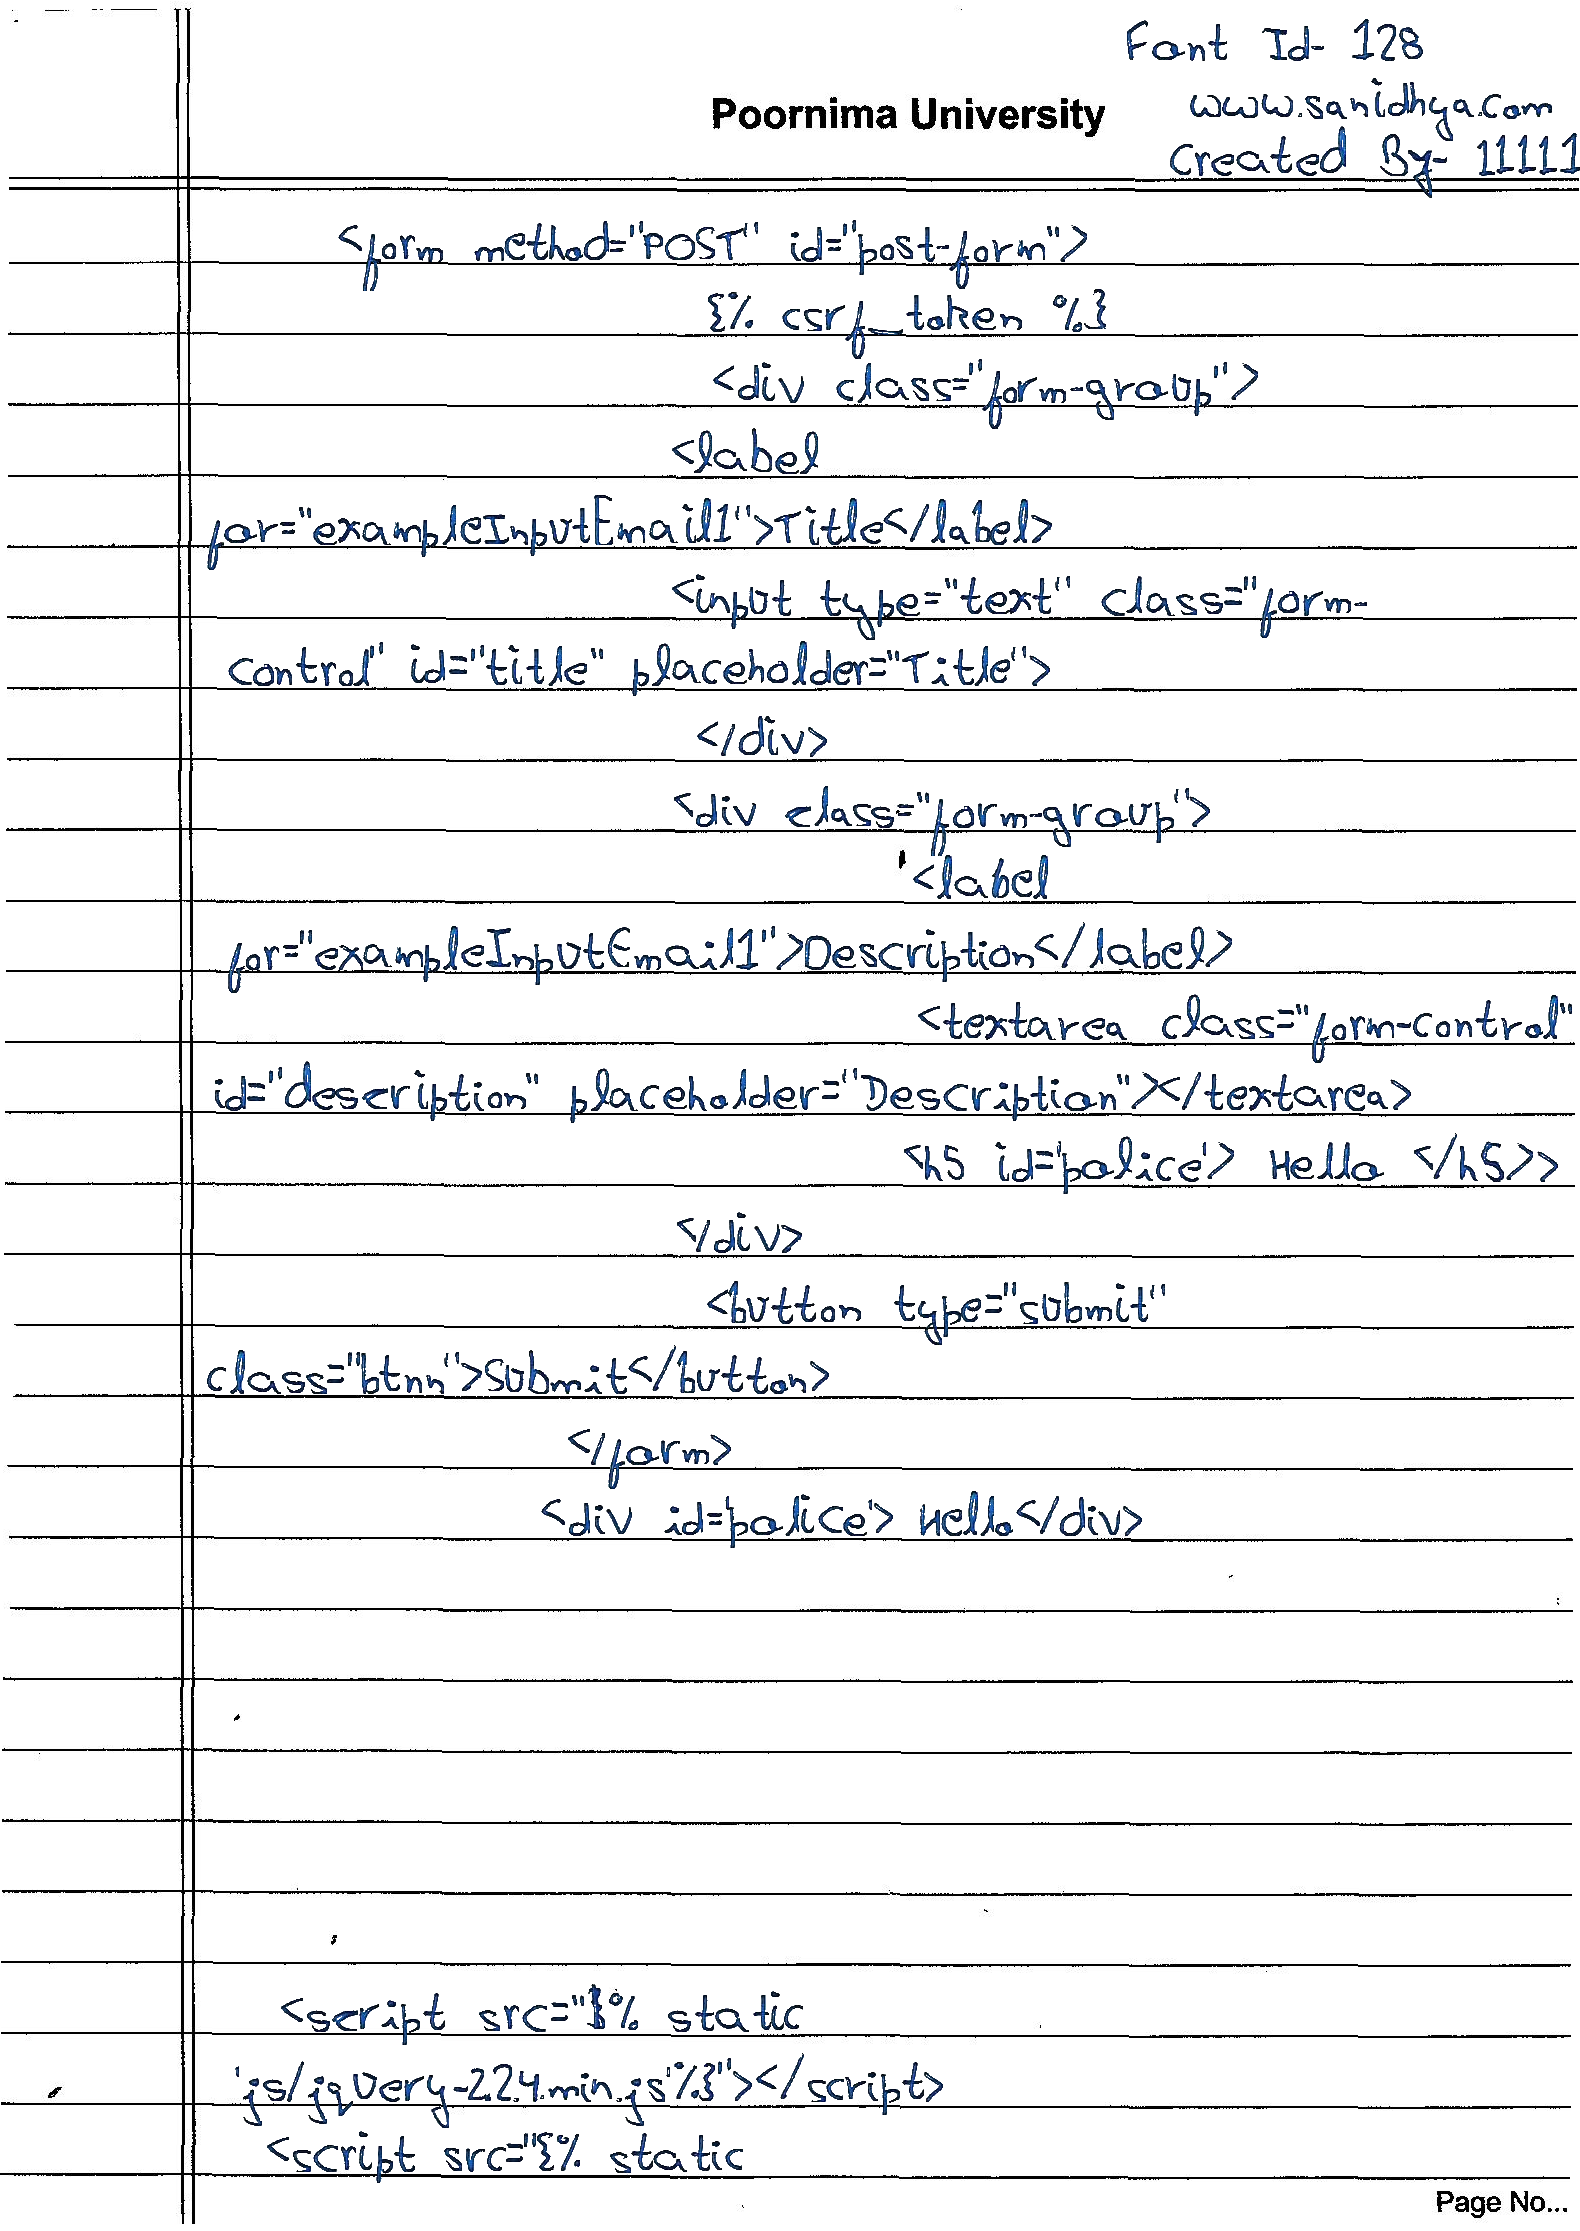 Font Id- 128
Poornima University
www.sanidhya.com
Created By- 11111
<form method="POST" id="post-form">
{% csrf_token %}
<div class="form-group">
<label
for="exampleInputEmail1">Title</label>
<input type="text" class="form-
control" id="title" placeholder="Title">
</div>
<div class="form-group">
<label
for="exampleInputEmail1">Description</label>
<textarea class="form-control"
id="description" placeholder="Description"></textarea>
<h5 id='police'> Hello </h5>>
</div>
<button type="submit"
class="btnn">Submit</button>
</form>
<div id='police'> Hello</div>
<script src="{% static
'js/jquery-2.2.4.min.js'%}"></script>
<script src="{% static
Page No...